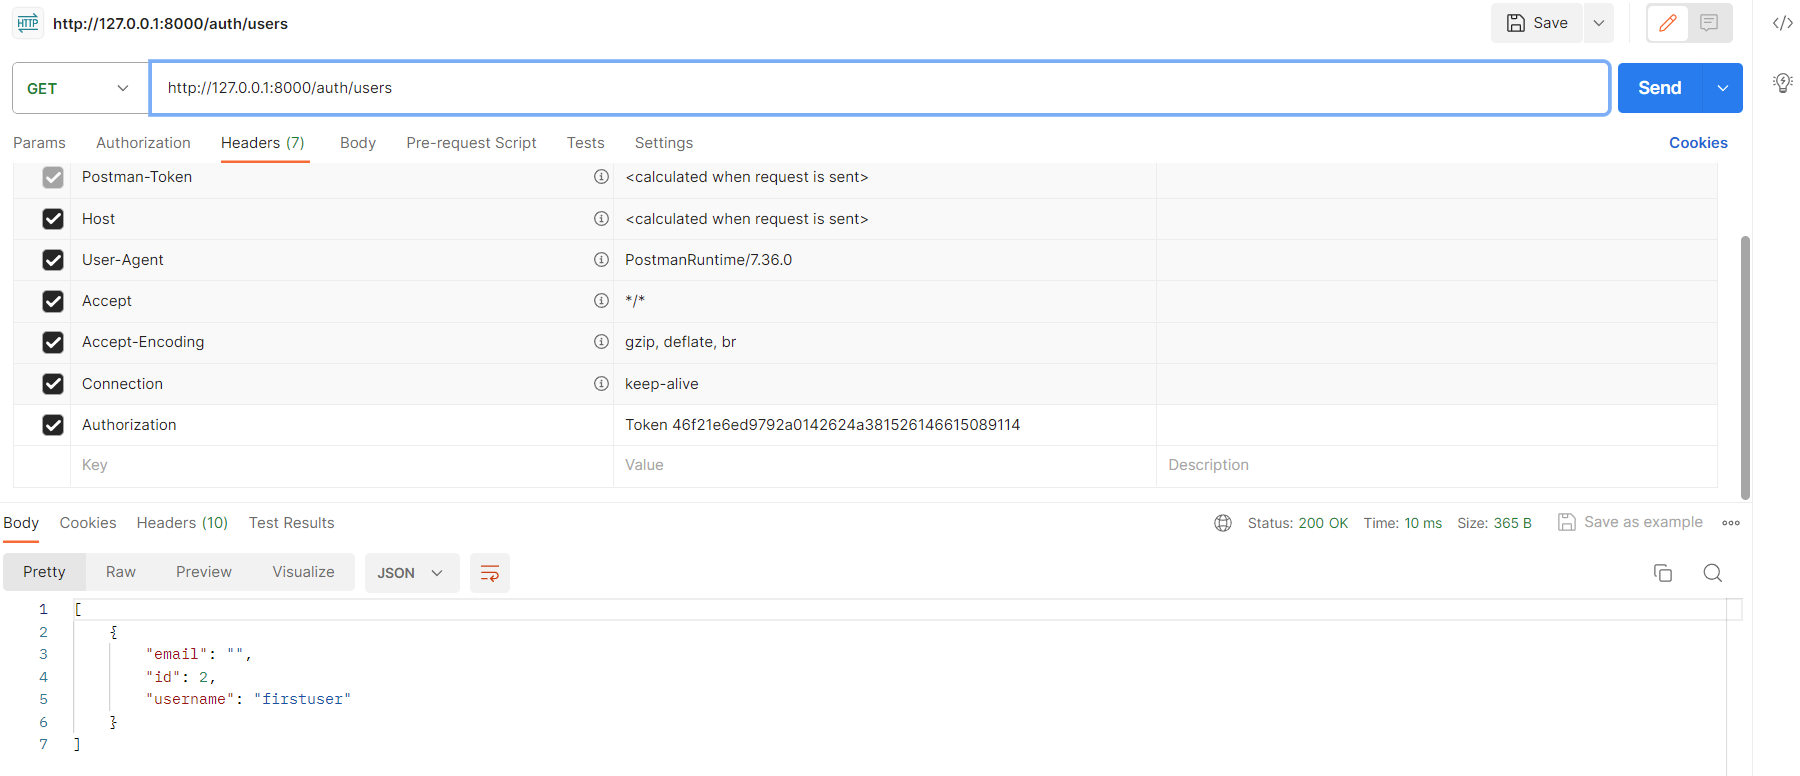 HTTP http://127.0.0.1:8000/auth/users Save
GET http://127.0.0.1:8000/auth/users Send
Params Authorization Headers (7) Body Pre-request Script Tests Settings Cookies
Postman-Token <calculated when request is sent>
Host <calculated when request is sent>
User-Agent PostmanRuntime/7.36.0
Accept */*
Accept-Encoding gzip, deflate, br
Connection keep-alive
Authorization Token 46f21e6ed9792a0142624a381526146615089114
Key Value Description
Body Cookies Headers (10) Test Results Status: 200 OK Time: 10 ms Size: 365 B Save as example
Pretty Raw Preview Visualize JSON
1 [
2 {
3 "email": "",
4 "id": 2,
5 "username": "firstuser"
6 }
7 ]